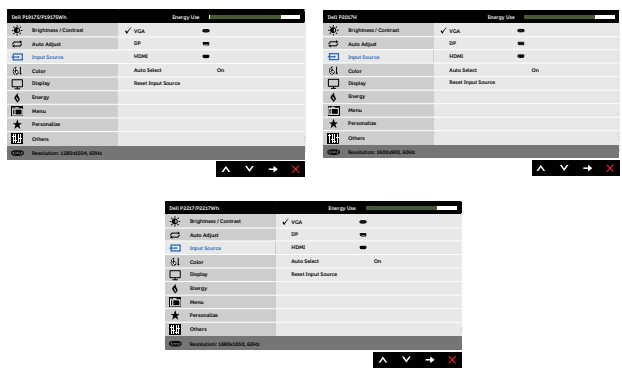 Dell P1917S/P1917SWh Energy Use
Brightness / Contrast VGA
Auto Adjust DP
Input Source HDMI
Color Auto Select On
Display Reset Input Source
Energy
Menu
Personalize
Others
Resolution: 1280x1024, 60Hz
Dell P2017H Energy Use
Brightness / Contrast VGA
Auto Adjust DP
Input Source HDMI
Color Auto Select On
Display Reset Input Source
Energy
Menu
Personalize
Others
Resolution: 1600x900, 60Hz
Dell P2217/P2217Wh Energy Use
Brightness / Contrast VGA
Auto Adjust DP
Input Source HDMI
Color Auto Select On
Display Reset Input Source
Energy
Menu
Personalize
Others
Resolution: 1680x1050, 60Hz